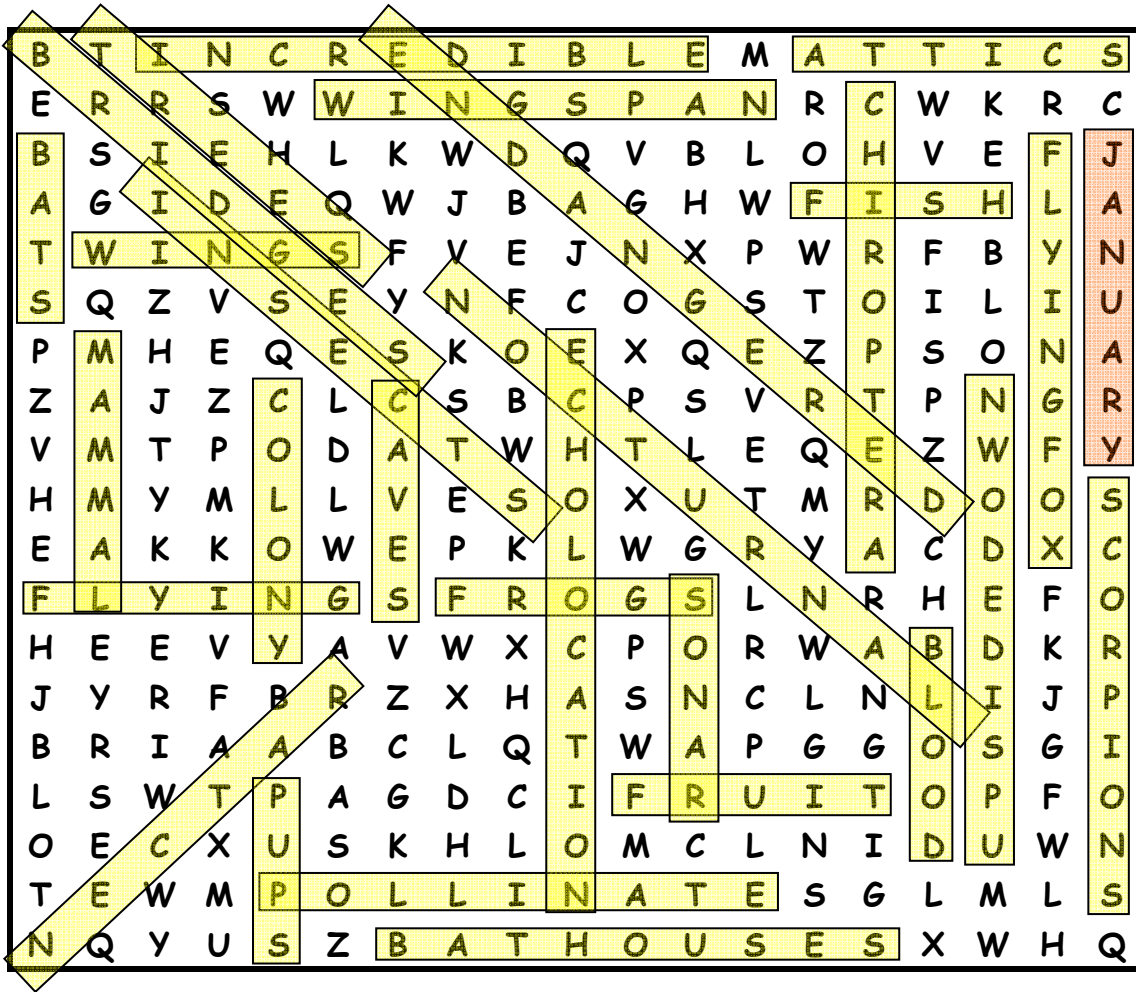 B T I N C R E D I B L E M A T T I C S
E R R S W W I N G S P A N R C W K R C
B S I E H L K W D Q V B L O H V E F J
A G I D E Q W J B A G H W F I S H L A
T W I N G S F V E J N X P W R F B Y N
S Q Z V S E Y N F C O G S T O I L I U
P M H E Q E S K O E X Q E Z P S O N A
Z A J Z C L C S B C P S V R T P N G R
V M T P O D A T W H T L E Q E Z W F Y
H M Y M L L V E S O X U T M R D O O S
E A K K O W E P K L W G R Y A C D X C
F L Y I N G S F R O G S L N R H E F O
H E E V Y A V W X C P O R W A B D K R
J Y R F B R Z X H A S N C L N L I J P
B R I A A B C L Q T W A P G G O S G I
L S W T P A G D C I F R U I T O P F O
O E C X U S K H L O M C L N I D U W N
T E W M P O L L I N A T E S G L M L S
N Q Y U S Z B A T H O U S E S X W H Q